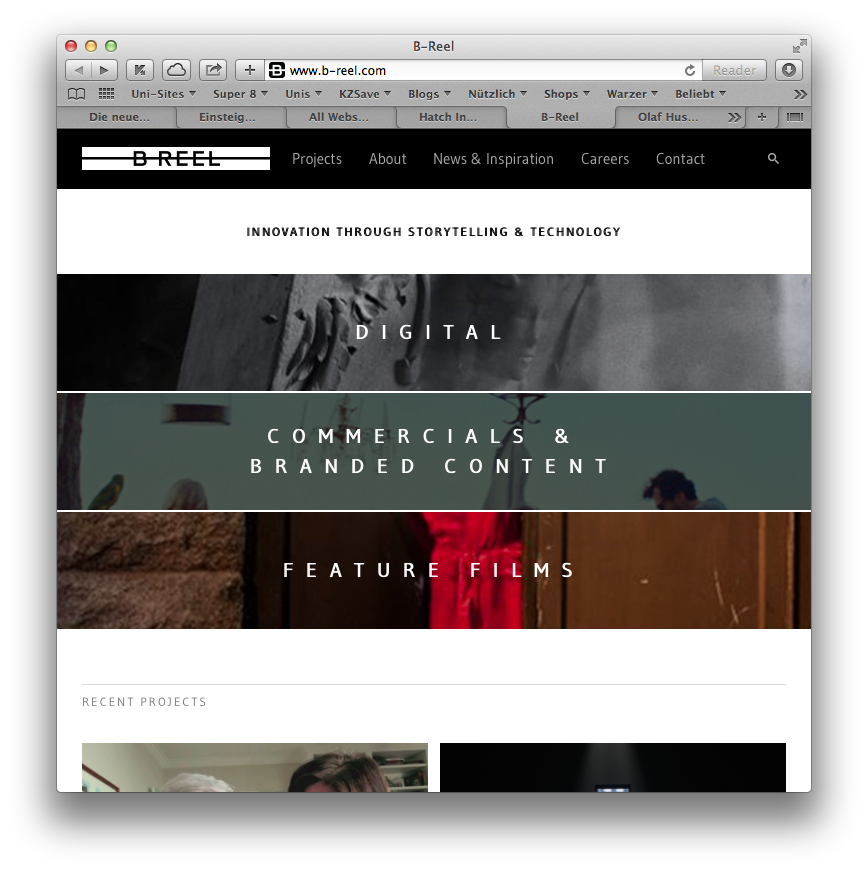 B-Reel
www.b-reel.com
Reader
Uni-Sites Super 8 Unis KZSave Blogs Nützlich Shops Warzer Beliebt
Die neue... Einsteig... All Webs... Hatch In... B-Reel Olaf Hus...
B REEL Projects About News & Inspiration Careers Contact
INNOVATION THROUGH STORYTELLING & TECHNOLOGY
DIGITAL
COMMERCIALS &
BRANDED CONTENT
FEATURE FILMS
RECENT PROJECTS